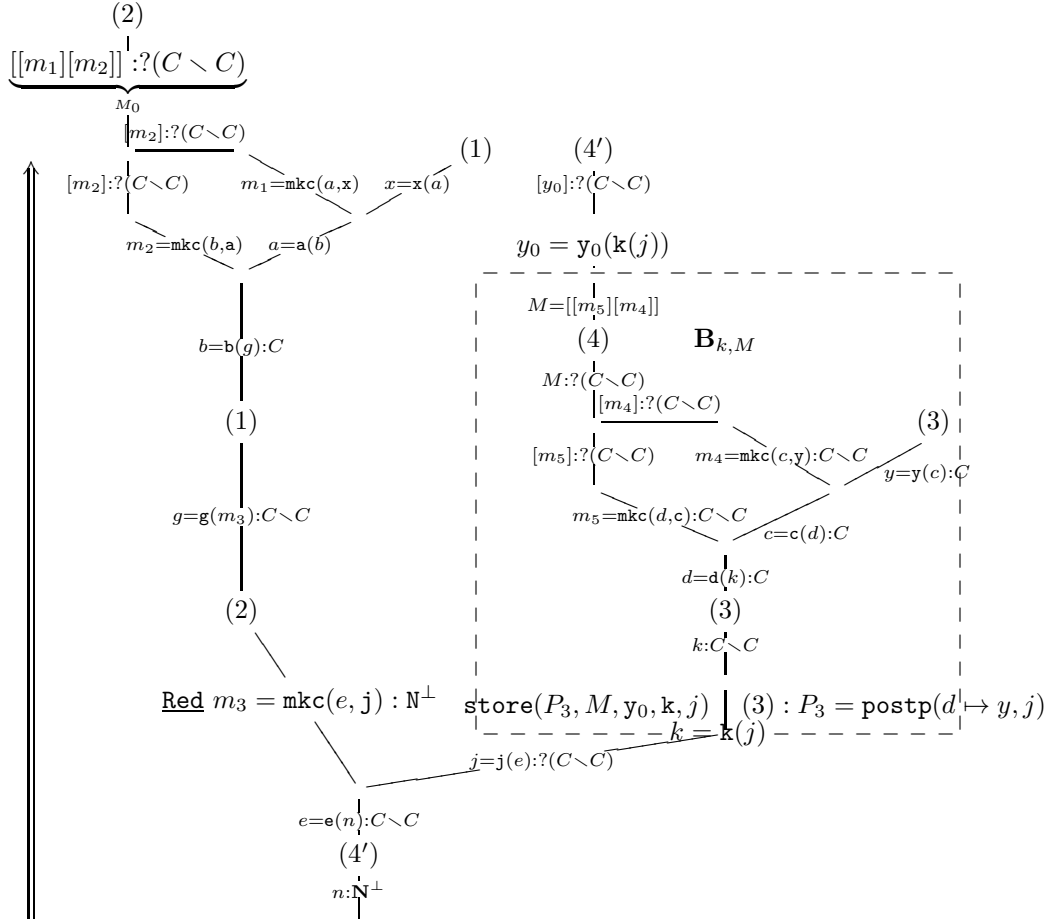 (2)
[[m₁][m₂]] :?(C ∖ C)
M₀
[m₂]:?(C∖C)
(1) (4′)
[m₂]:?(C∖C) m₁=mkc(a,x) x=x(a) [y₀]:?(C∖C)
m₂=mkc(b,a) a=a(b) y₀ = y₀(k(j))
M=[[m₅][m₄]]
b=b(g):C (4) B_{k,M}
M:?(C∖C)
[m₄]:?(C∖C)
(1) (3)
[m₅]:?(C∖C) m₄=mkc(c,y):C∖C y=y(c):C
g=g(m₃):C∖C m₅=mkc(d,c):C∖C c=c(d):C
d=d(k):C
(2) (3)
k:C∖C
Red m₃ = mkc(e, j) : N^⊥ store(P₃, M, y₀, k, j) (3) : P₃ = postp(d ↦ y, j)
k = k(j)
j=j(e):?(C∖C)
e=e(n):C∖C
(4′)
n:N^⊥